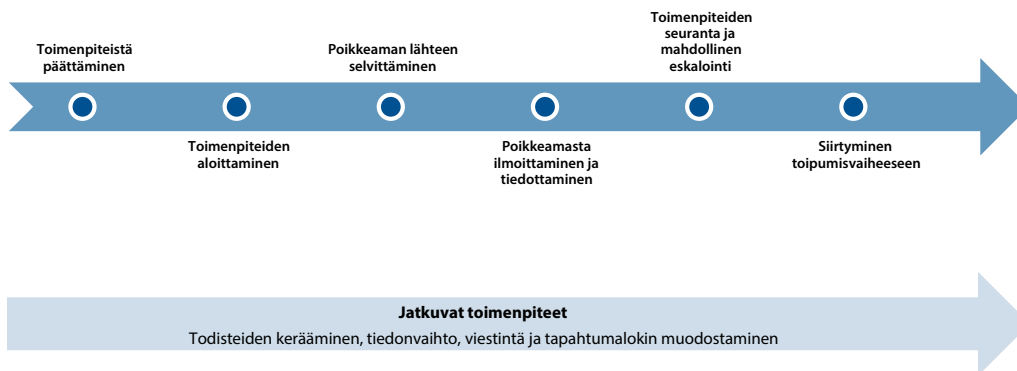 Toimenpiteistä
päättäminen
Toimenpiteiden
aloittaminen
Poikkeaman lähteen
selvittäminen
Poikkeamasta
ilmoittaminen ja
tiedottaminen
Toimenpiteiden
seuranta ja
mahdollinen
eskalointi
Siirtyminen
toipumisvaiheeseen
Jatkuvat toimenpiteet
Todisteiden kerääminen, tiedonvaihto, viestintä ja tapahtumalokin muodostaminen